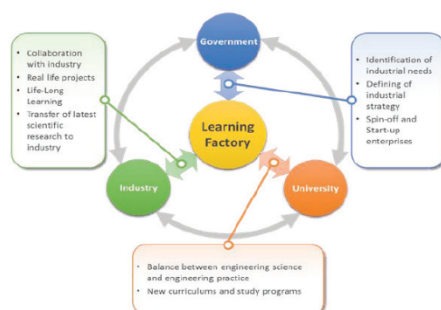 Government
• Collaboration
with industry
• Real life projects
• Life-Long
Learning
• Transfer of latest
scientific
research to
industry
• Identification of
industrial needs
• Defining of
industrial
strategy
• Spin-off and
Start-up
enterprises
Learning
Factory
Industry
University
• Balance between engineering science
and engineering practice
• New curriculums and study programs